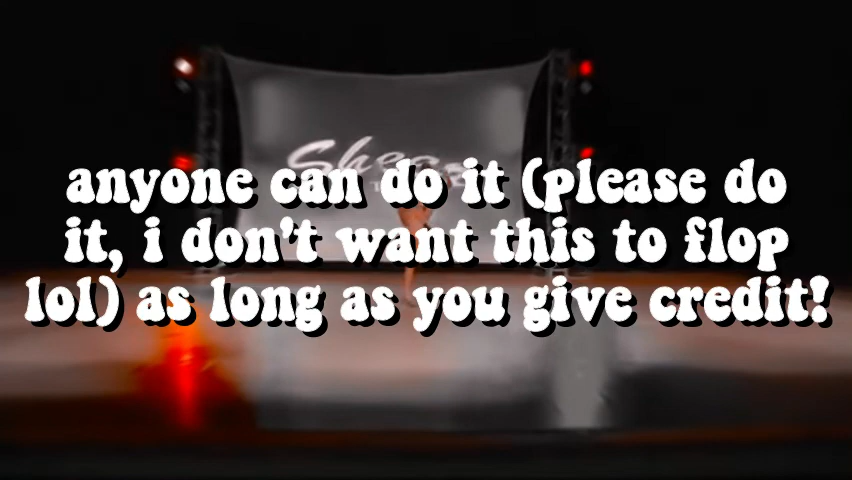 anyone can do it (please do
it, i don't want this to flop
lol) as long as you give credit!